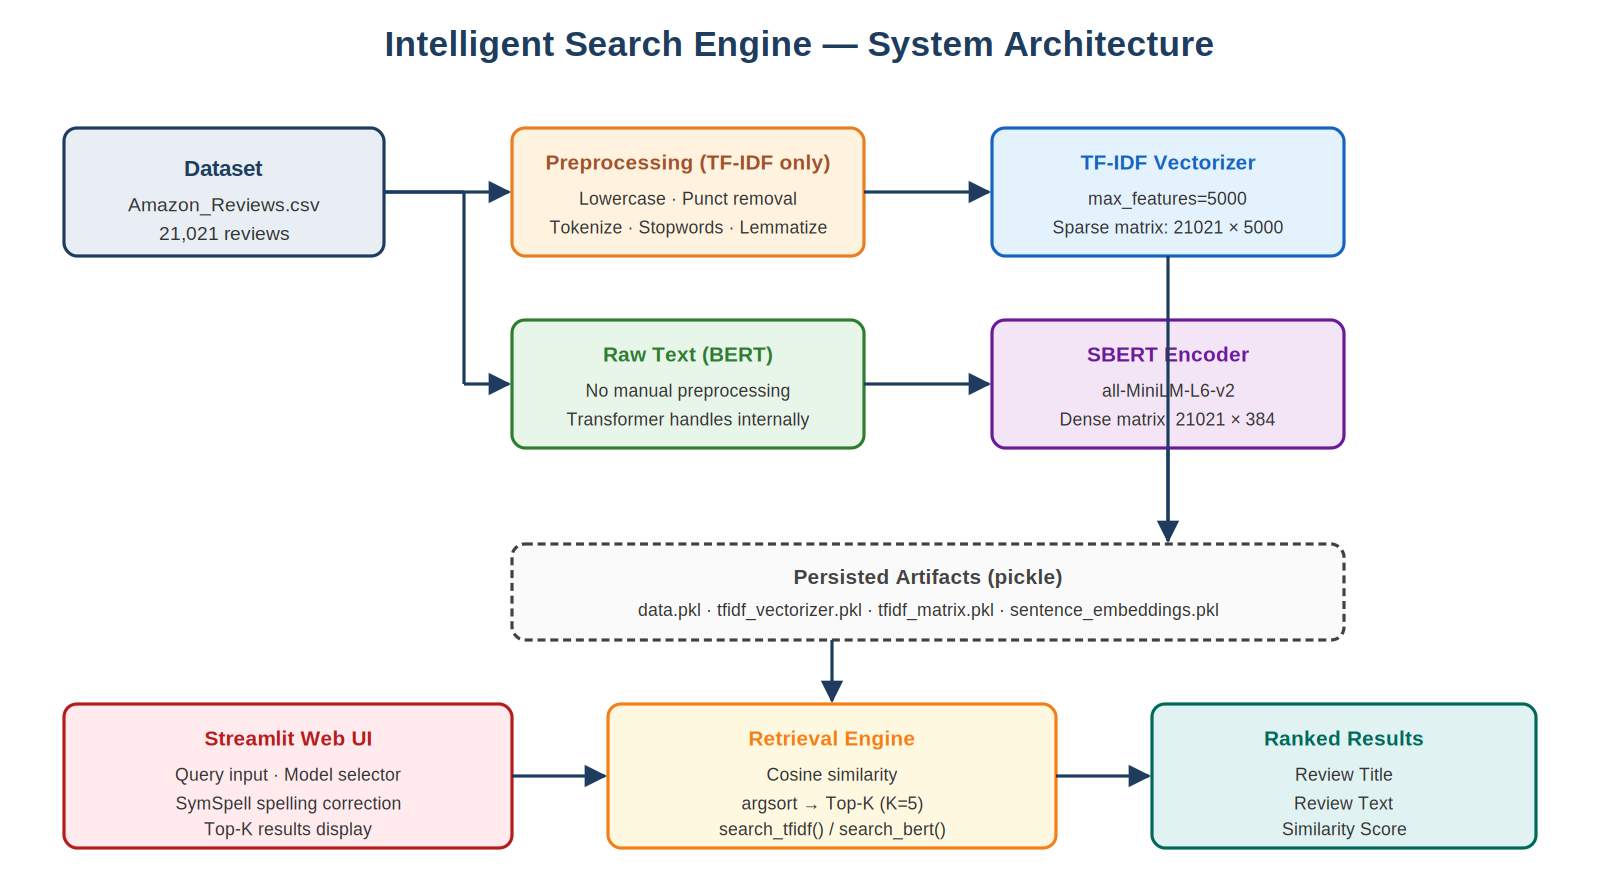 Intelligent Search Engine — System Architecture
Dataset
Amazon_Reviews.csv
21,021 reviews
Preprocessing (TF-IDF only)
Lowercase · Punct removal
Tokenize · Stopwords · Lemmatize
TF-IDF Vectorizer
max_features=5000
Sparse matrix: 21021 × 5000
Raw Text (BERT)
No manual preprocessing
Transformer handles internally
SBERT Encoder
all-MiniLM-L6-v2
Dense matrix: 21021 × 384
Persisted Artifacts (pickle)
data.pkl · tfidf_vectorizer.pkl · tfidf_matrix.pkl · sentence_embeddings.pkl
Streamlit Web UI
Query input · Model selector
SymSpell spelling correction
Top-K results display
Retrieval Engine
Cosine similarity
argsort → Top-K (K=5)
search_tfidf() / search_bert()
Ranked Results
Review Title
Review Text
Similarity Score